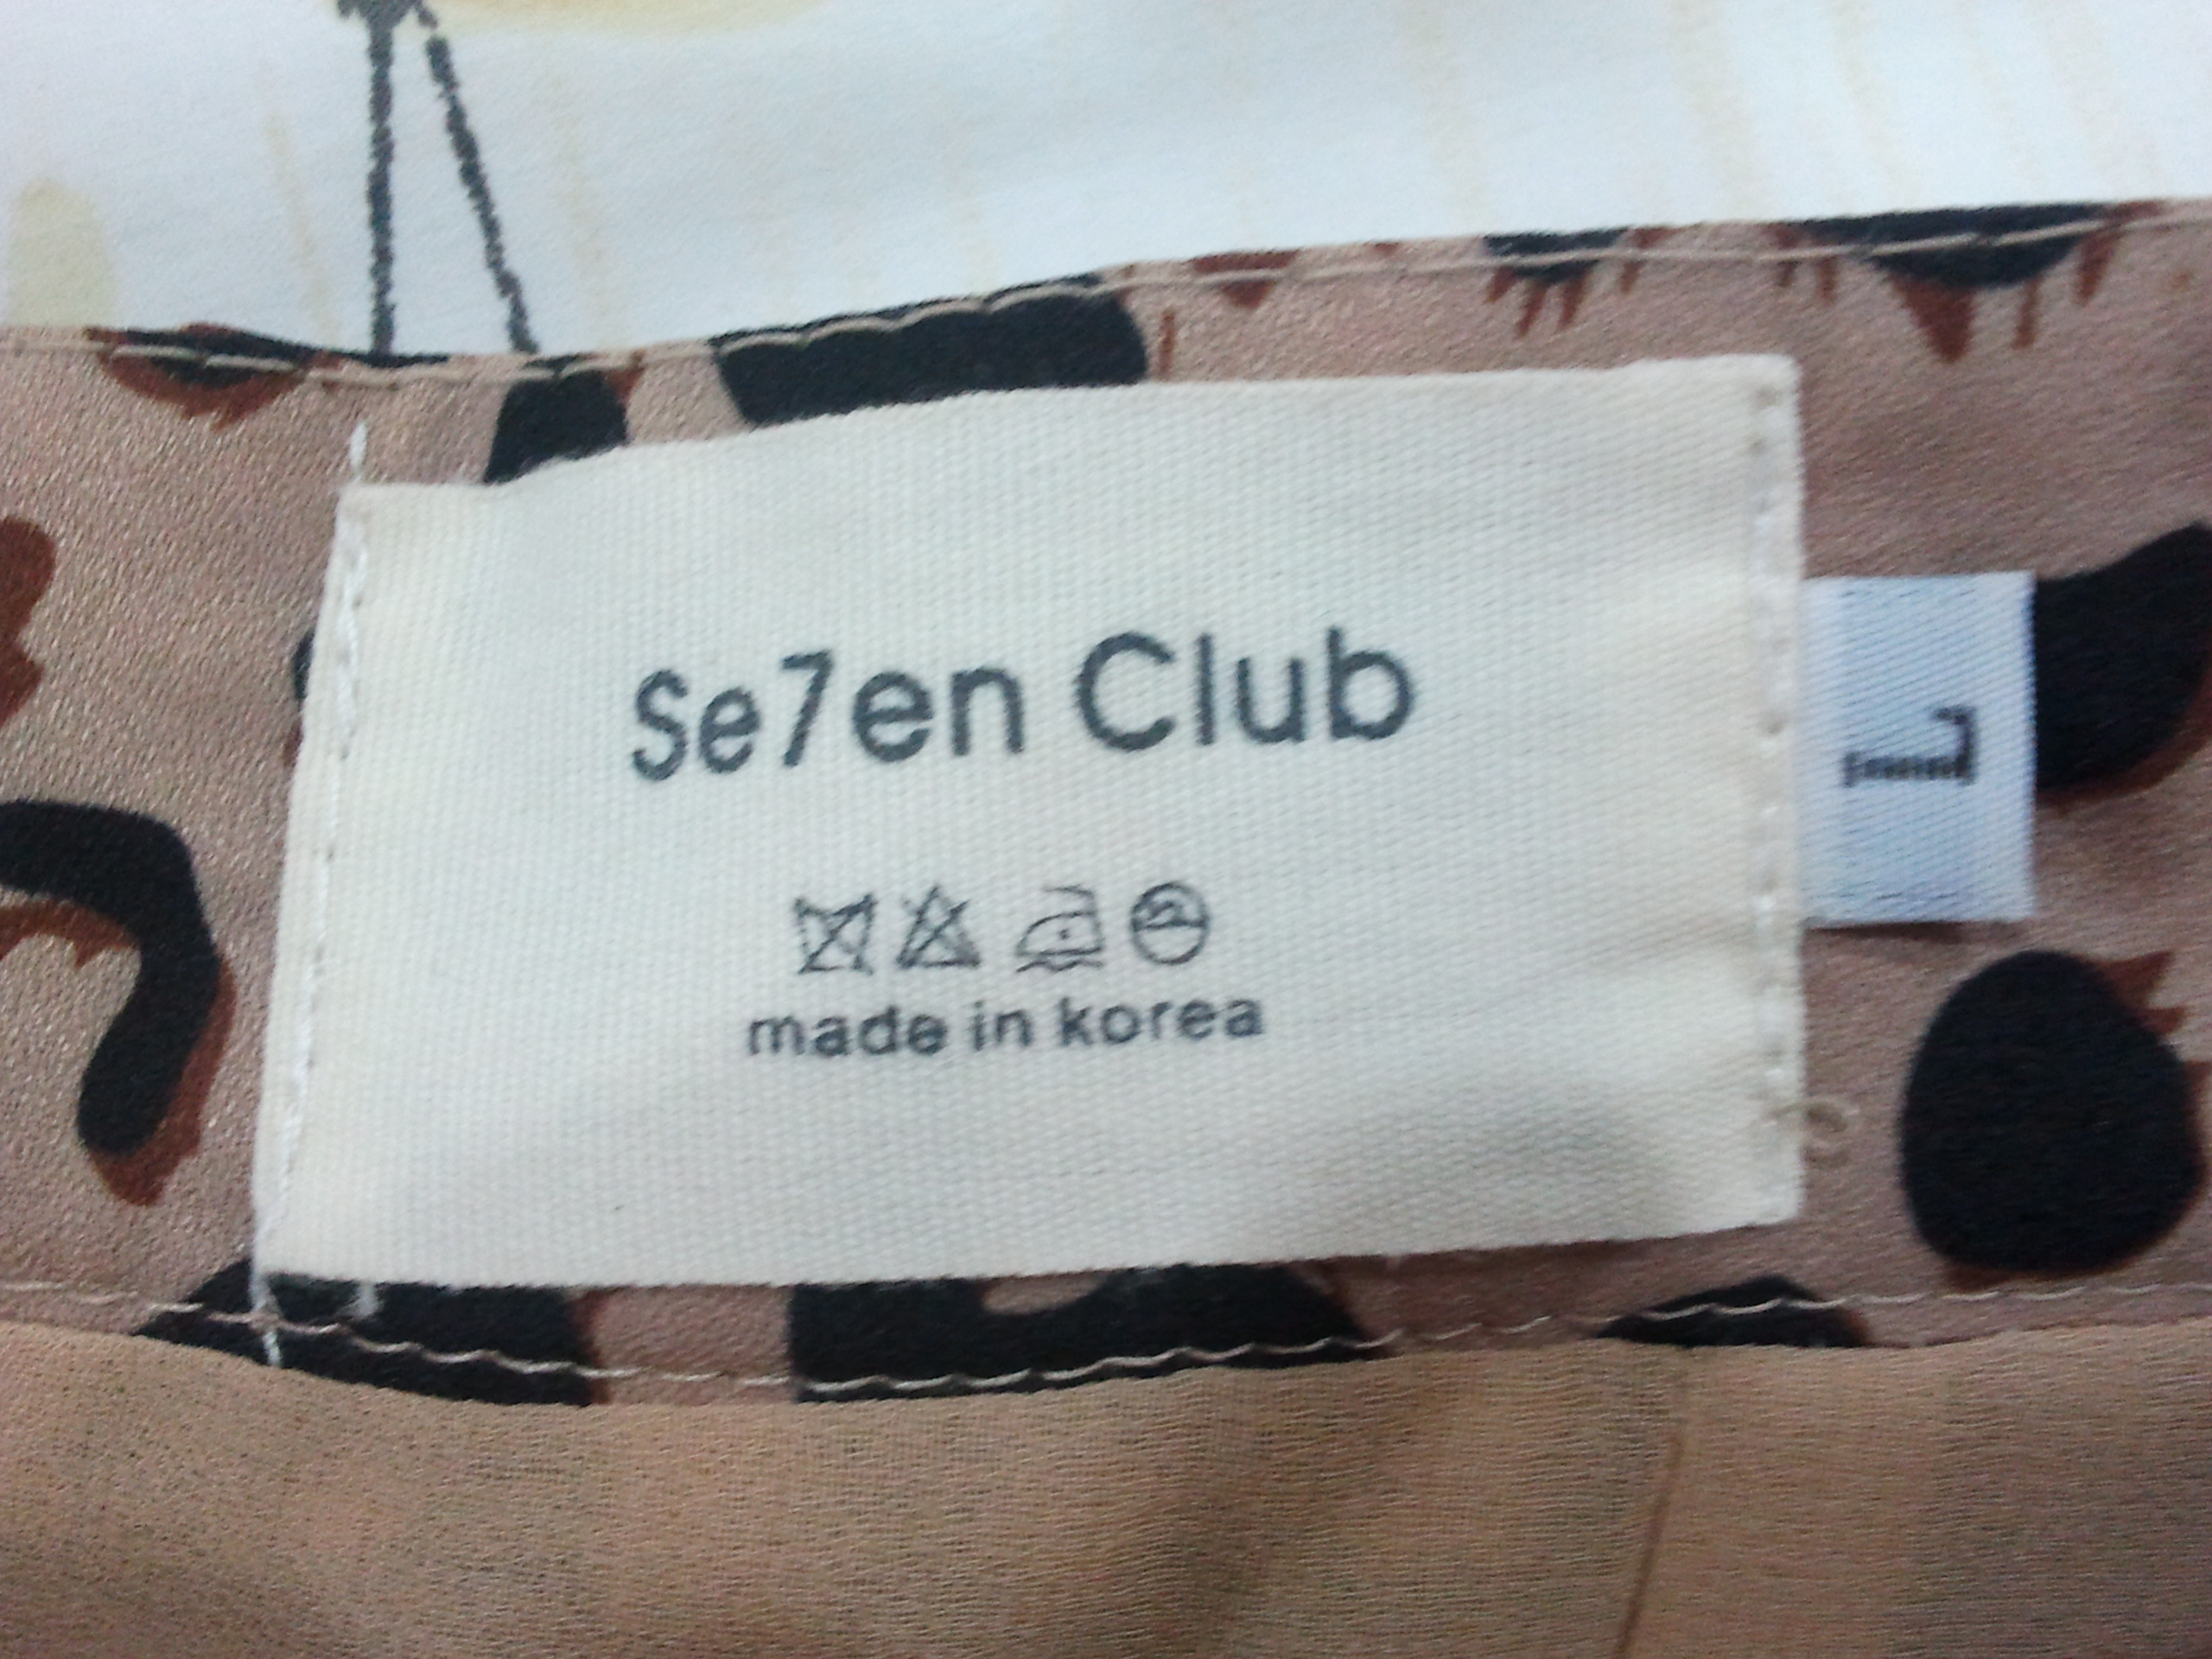 Se7en Club
made in korea
L